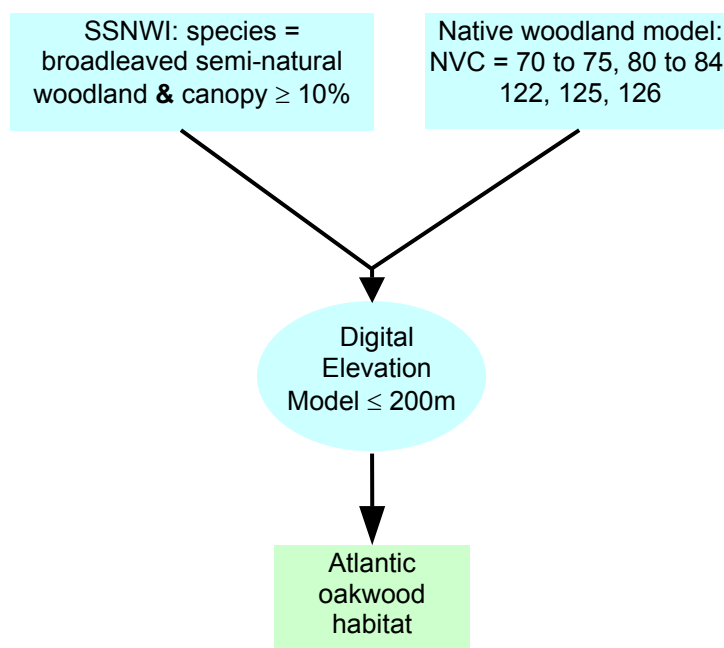 SSNWI: species =
broadleaved semi-natural
woodland & canopy ≥ 10%
Native woodland model:
NVC = 70 to 75, 80 to 84
122, 125, 126
Digital
Elevation
Model ≤ 200m
Atlantic
oakwood
habitat